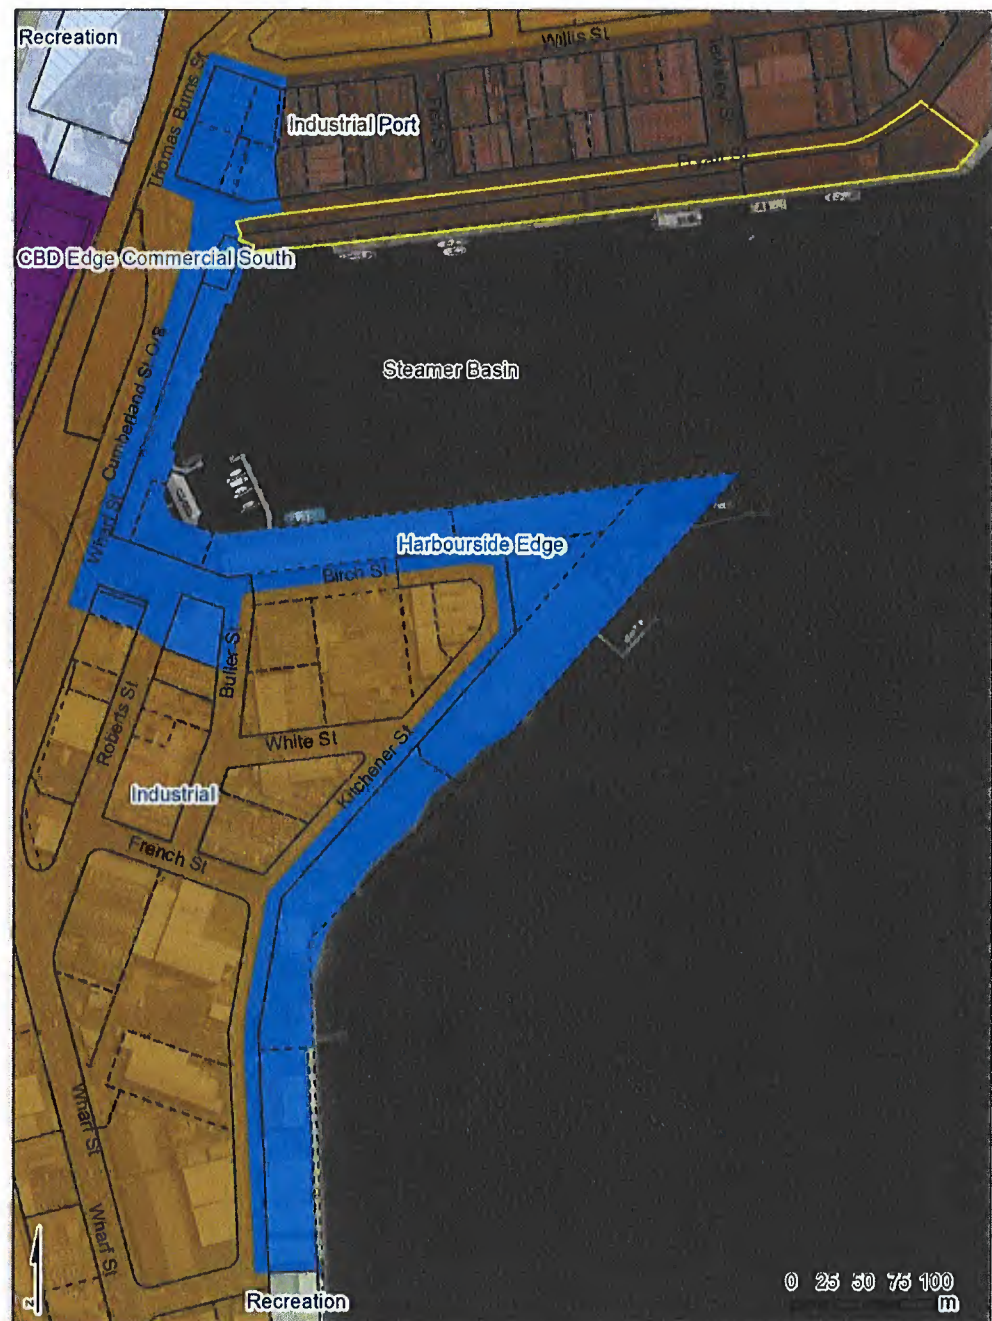 Recreation
Willis St
Thomas Burns St
Industrial Port
CBD Edge Commercial South
Steamer Basin
Cumberland St O/B
Wharf St
Harbourside Edge
Birch St
Buller St
Roberts St
White St
Kitchener St
Industrial
French St
Wharf St
Wharf St
0 25 50 75 100
m
Recreation
N